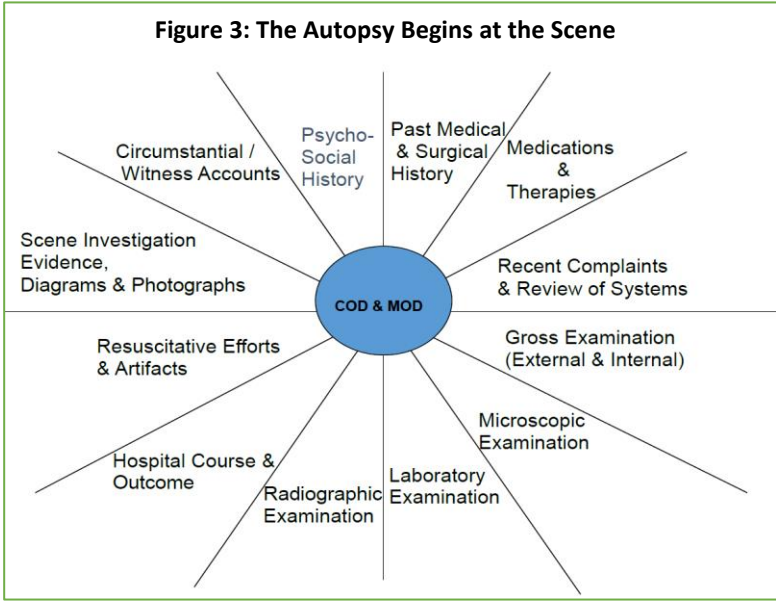 Figure 3: The Autopsy Begins at the Scene
Psycho-
Social
History
Past Medical
& Surgical
History
Circumstantial /
Witness Accounts
Medications
&
Therapies
Scene Investigation
Evidence,
Diagrams & Photographs
Recent Complaints
& Review of Systems
COD & MOD
Resuscitative Efforts
& Artifacts
Gross Examination
(External & Internal)
Microscopic
Examination
Hospital Course &
Outcome
Radiographic
Examination
Laboratory
Examination